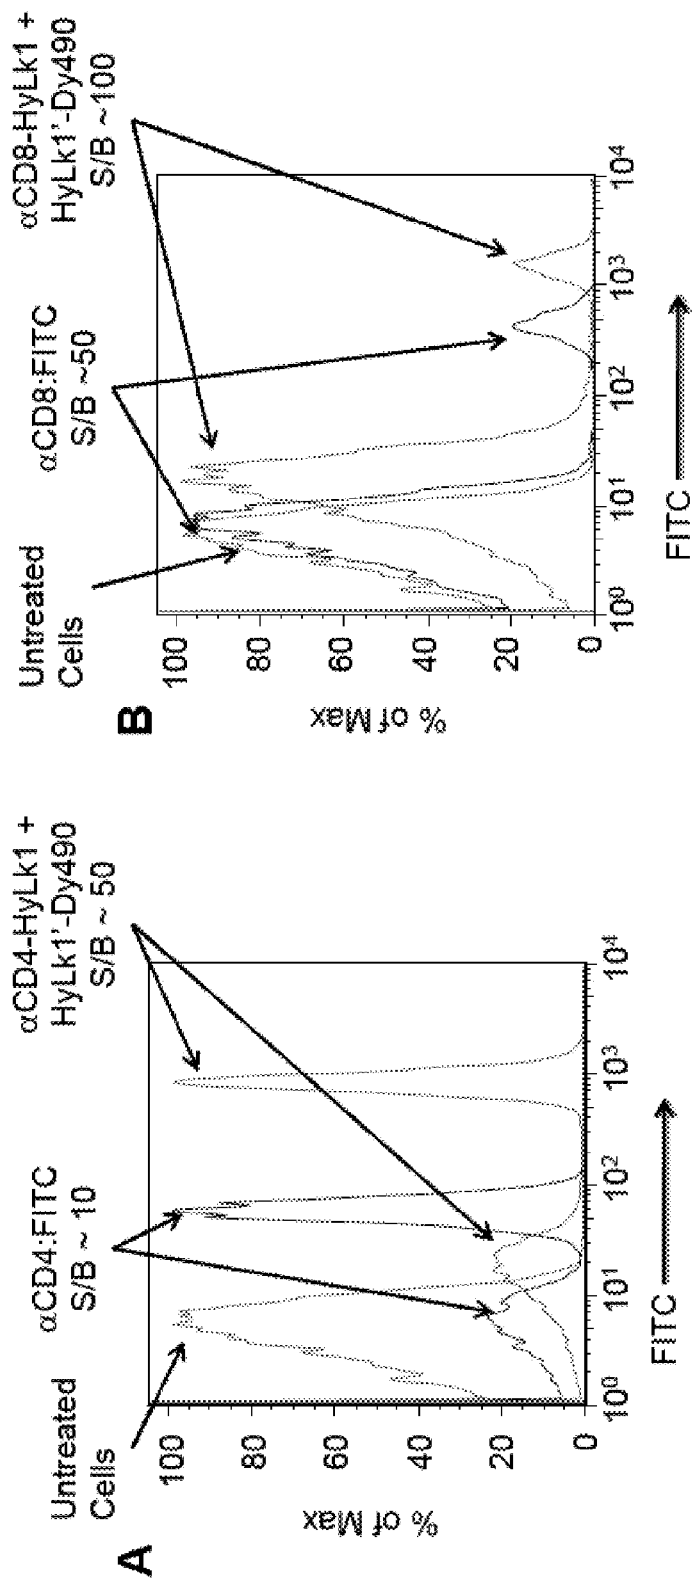 A
Untreated
Cells
αCD4:FITC
S/B ~ 10
αCD4-HyLk1 +
HyLk1'-Dy490
S/B ~ 50
% of Max
100
80
60
40
20
0
10⁰
10¹
10²
10³
10⁴
FITC
B
Untreated
Cells
αCD8:FITC
S/B ~50
αCD8-HyLk1 +
HyLk1'-Dy490
S/B ~100
% of Max
100
80
60
40
20
0
10⁰
10¹
10²
10³
10⁴
FITC